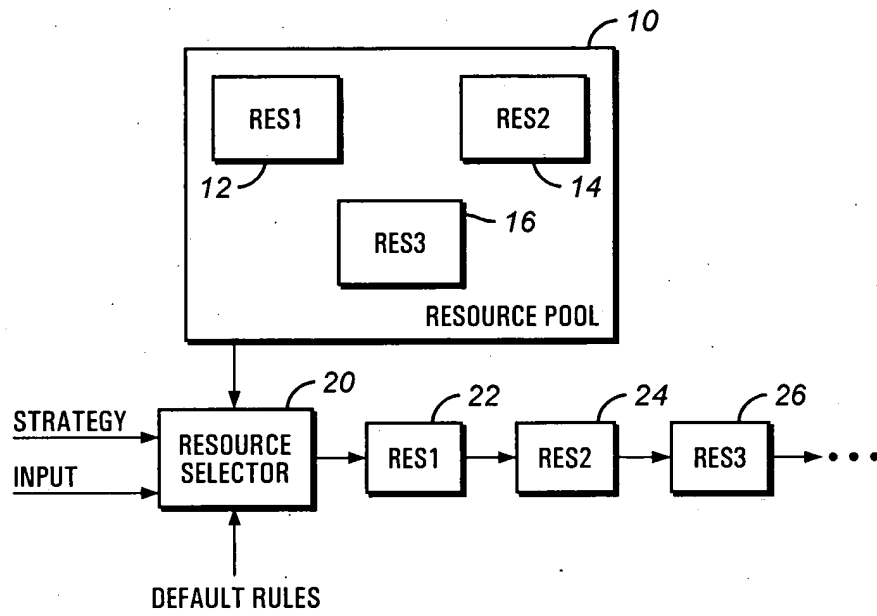 10
RES1
RES2
12
14
16
RES3
RESOURCE POOL
20
22
24
26
STRATEGY
INPUT
RESOURCE
SELECTOR
RES1
RES2
RES3
DEFAULT RULES